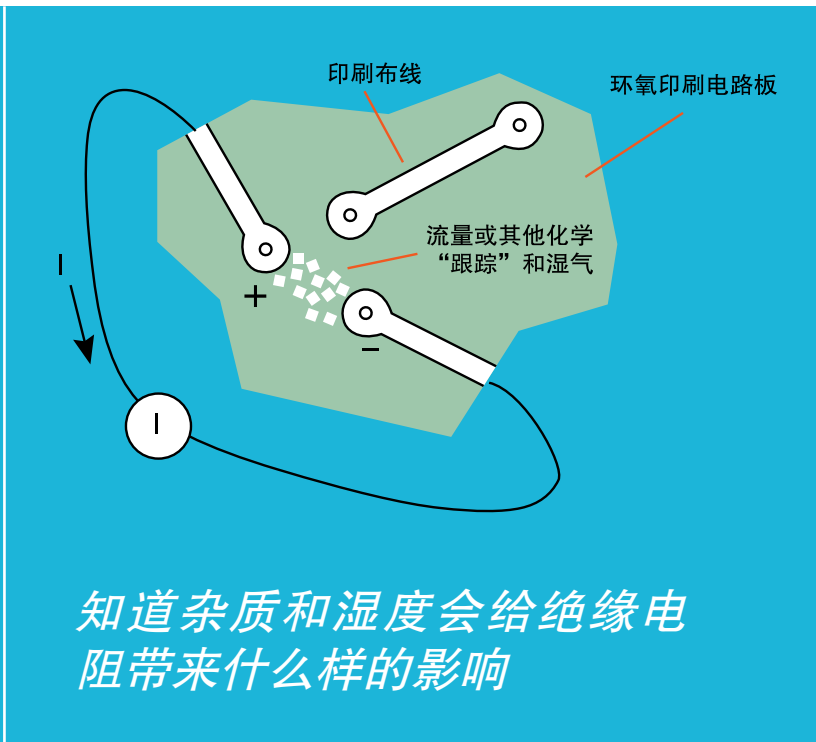 印刷布线
环氧印刷电路板
流量或其他化学
“跟踪”和湿气
I
+
−
I
知道杂质和湿度会给绝缘电
阻带来什么样的影响